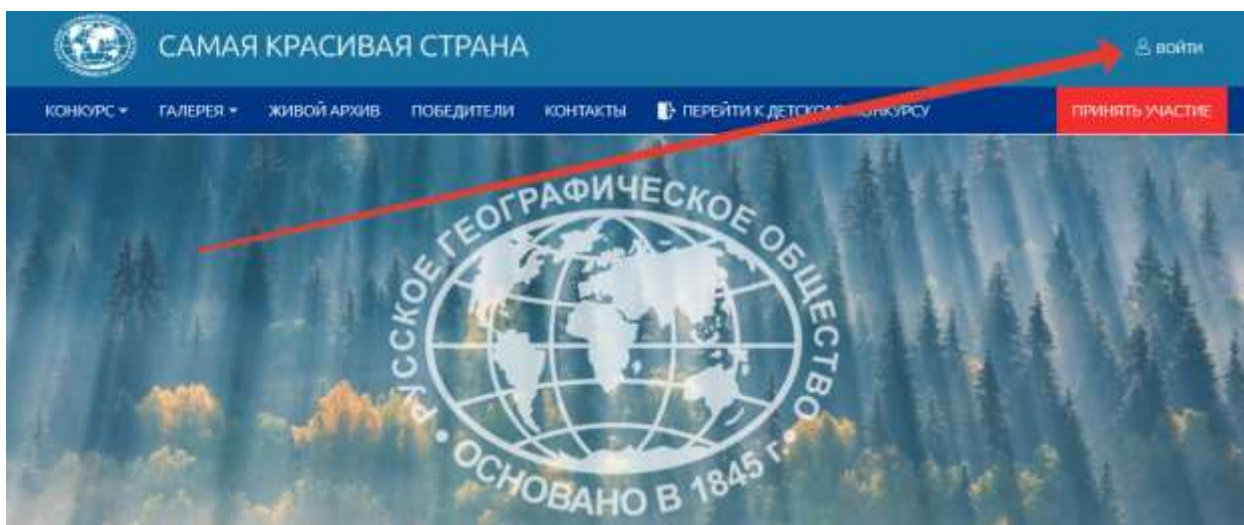 САМАЯ КРАСИВАЯ СТРАНА
ВОЙТИ
КОНКУРС ГАЛЕРЕЯ ЖИВОЙ АРХИВ ПОБЕДИТЕЛИ КОНТАКТЫ ПЕРЕЙТИ К ДЕТСКОМУ КОНКУРСУ ПРИНЯТЬ УЧАСТИЕ
РУССКОЕ ГЕОГРАФИЧЕСКОЕ ОБЩЕСТВО
• ОСНОВАНО В 1845 г. •